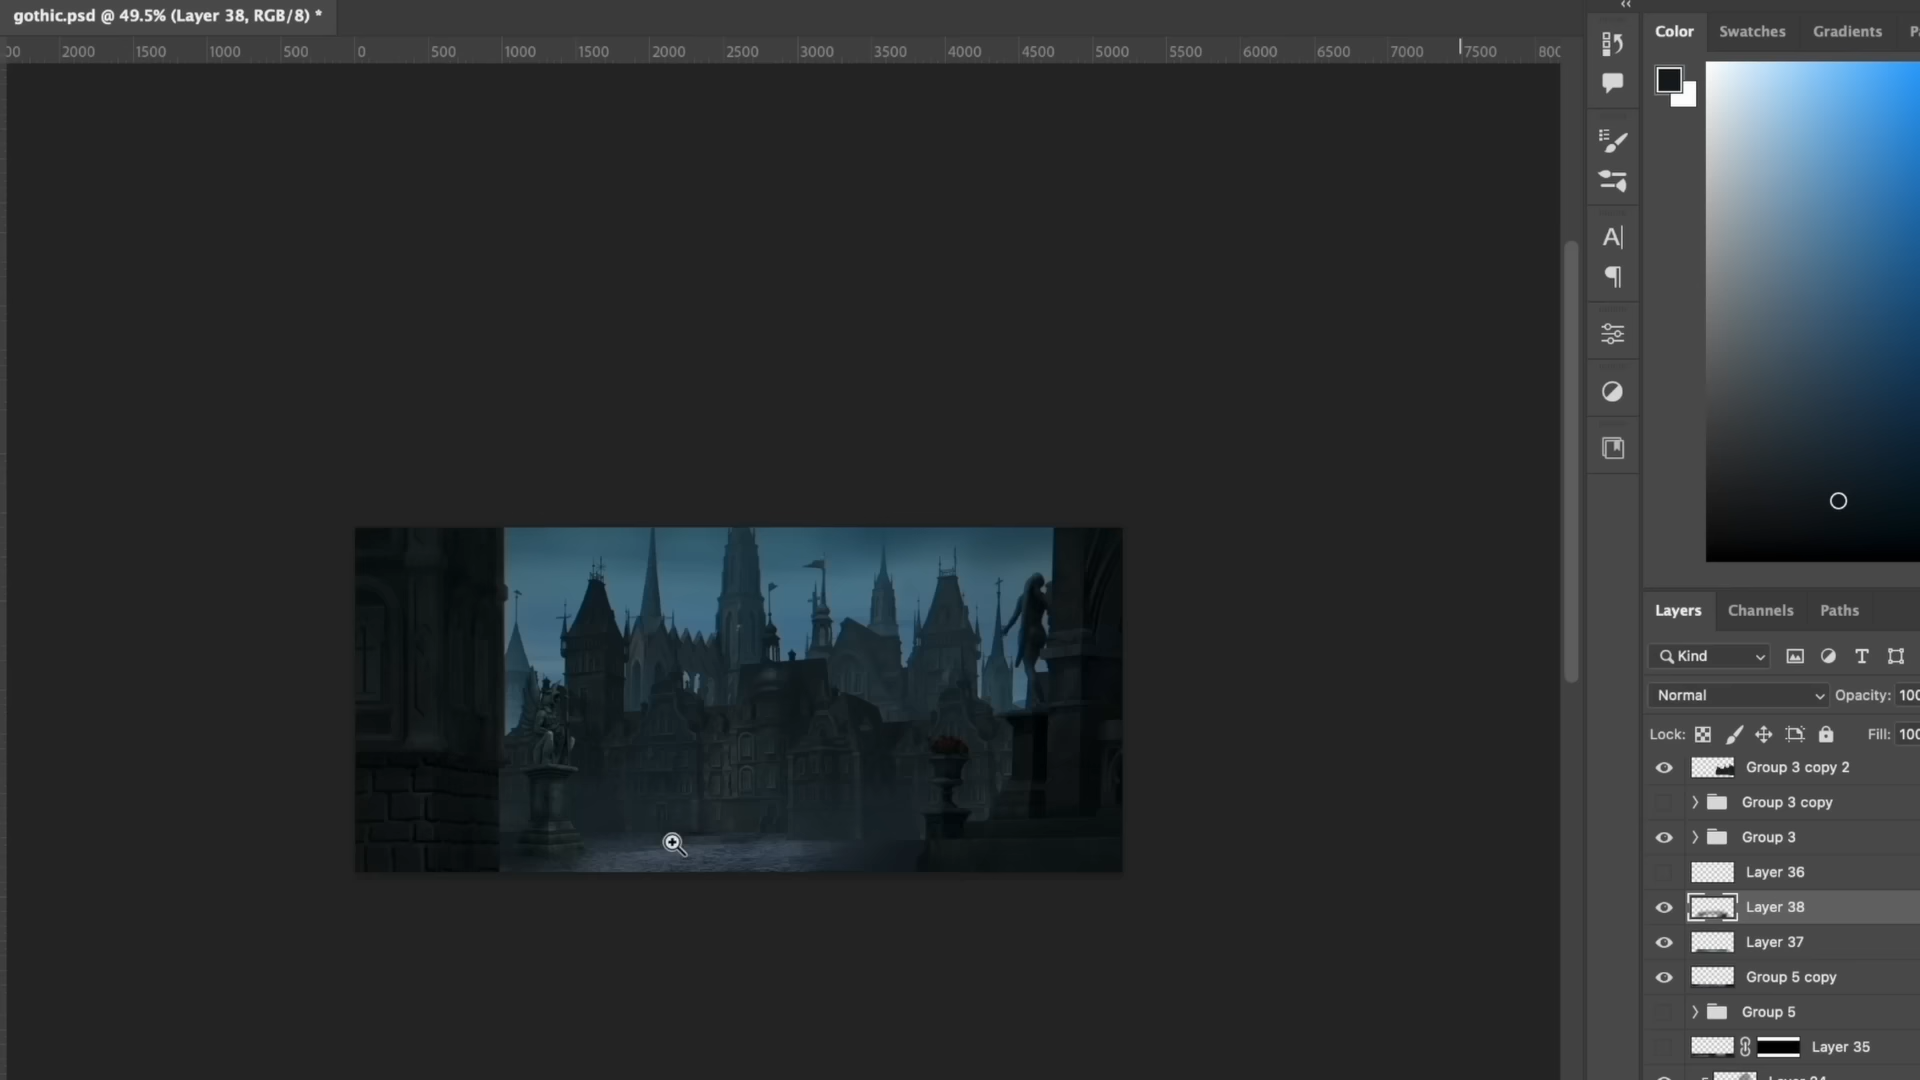 gothic.psd @ 49.5% (Layer 38, RGB/8) *
Color Swatches Gradients
2000 1500 1000 500 0 500 1000 1500 2000 2500 3000 3500 4000 4500 5000 5500 6000 6500 7000 7500 800
Layers Channels Paths
Kind
Normal Opacity: 100
Lock: Fill: 100
Group 3 copy 2
Group 3 copy
Group 3
Layer 36
Layer 38
Layer 37
Group 5 copy
Group 5
Layer 35